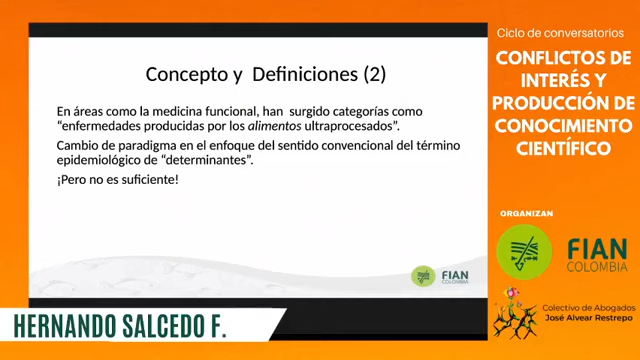 Concepto y Definiciones (2)
En áreas como la medicina funcional, han surgido categorías como
“enfermedades producidas por los alimentos ultraprocesados”.
Cambio de paradigma en el enfoque del sentido convencional del término
epidemiológico de “determinantes”.
¡Pero no es suficiente!
FIAN
COLOMBIA
HERNANDO SALCEDO F.
Ciclo de conversatorios
CONFLICTOS DE
INTERÉS Y
PRODUCCIÓN DE
CONOCIMIENTO
CIENTÍFICO
ORGANIZAN
FIAN
COLOMBIA
Colectivo de Abogados
José Alvear Restrepo